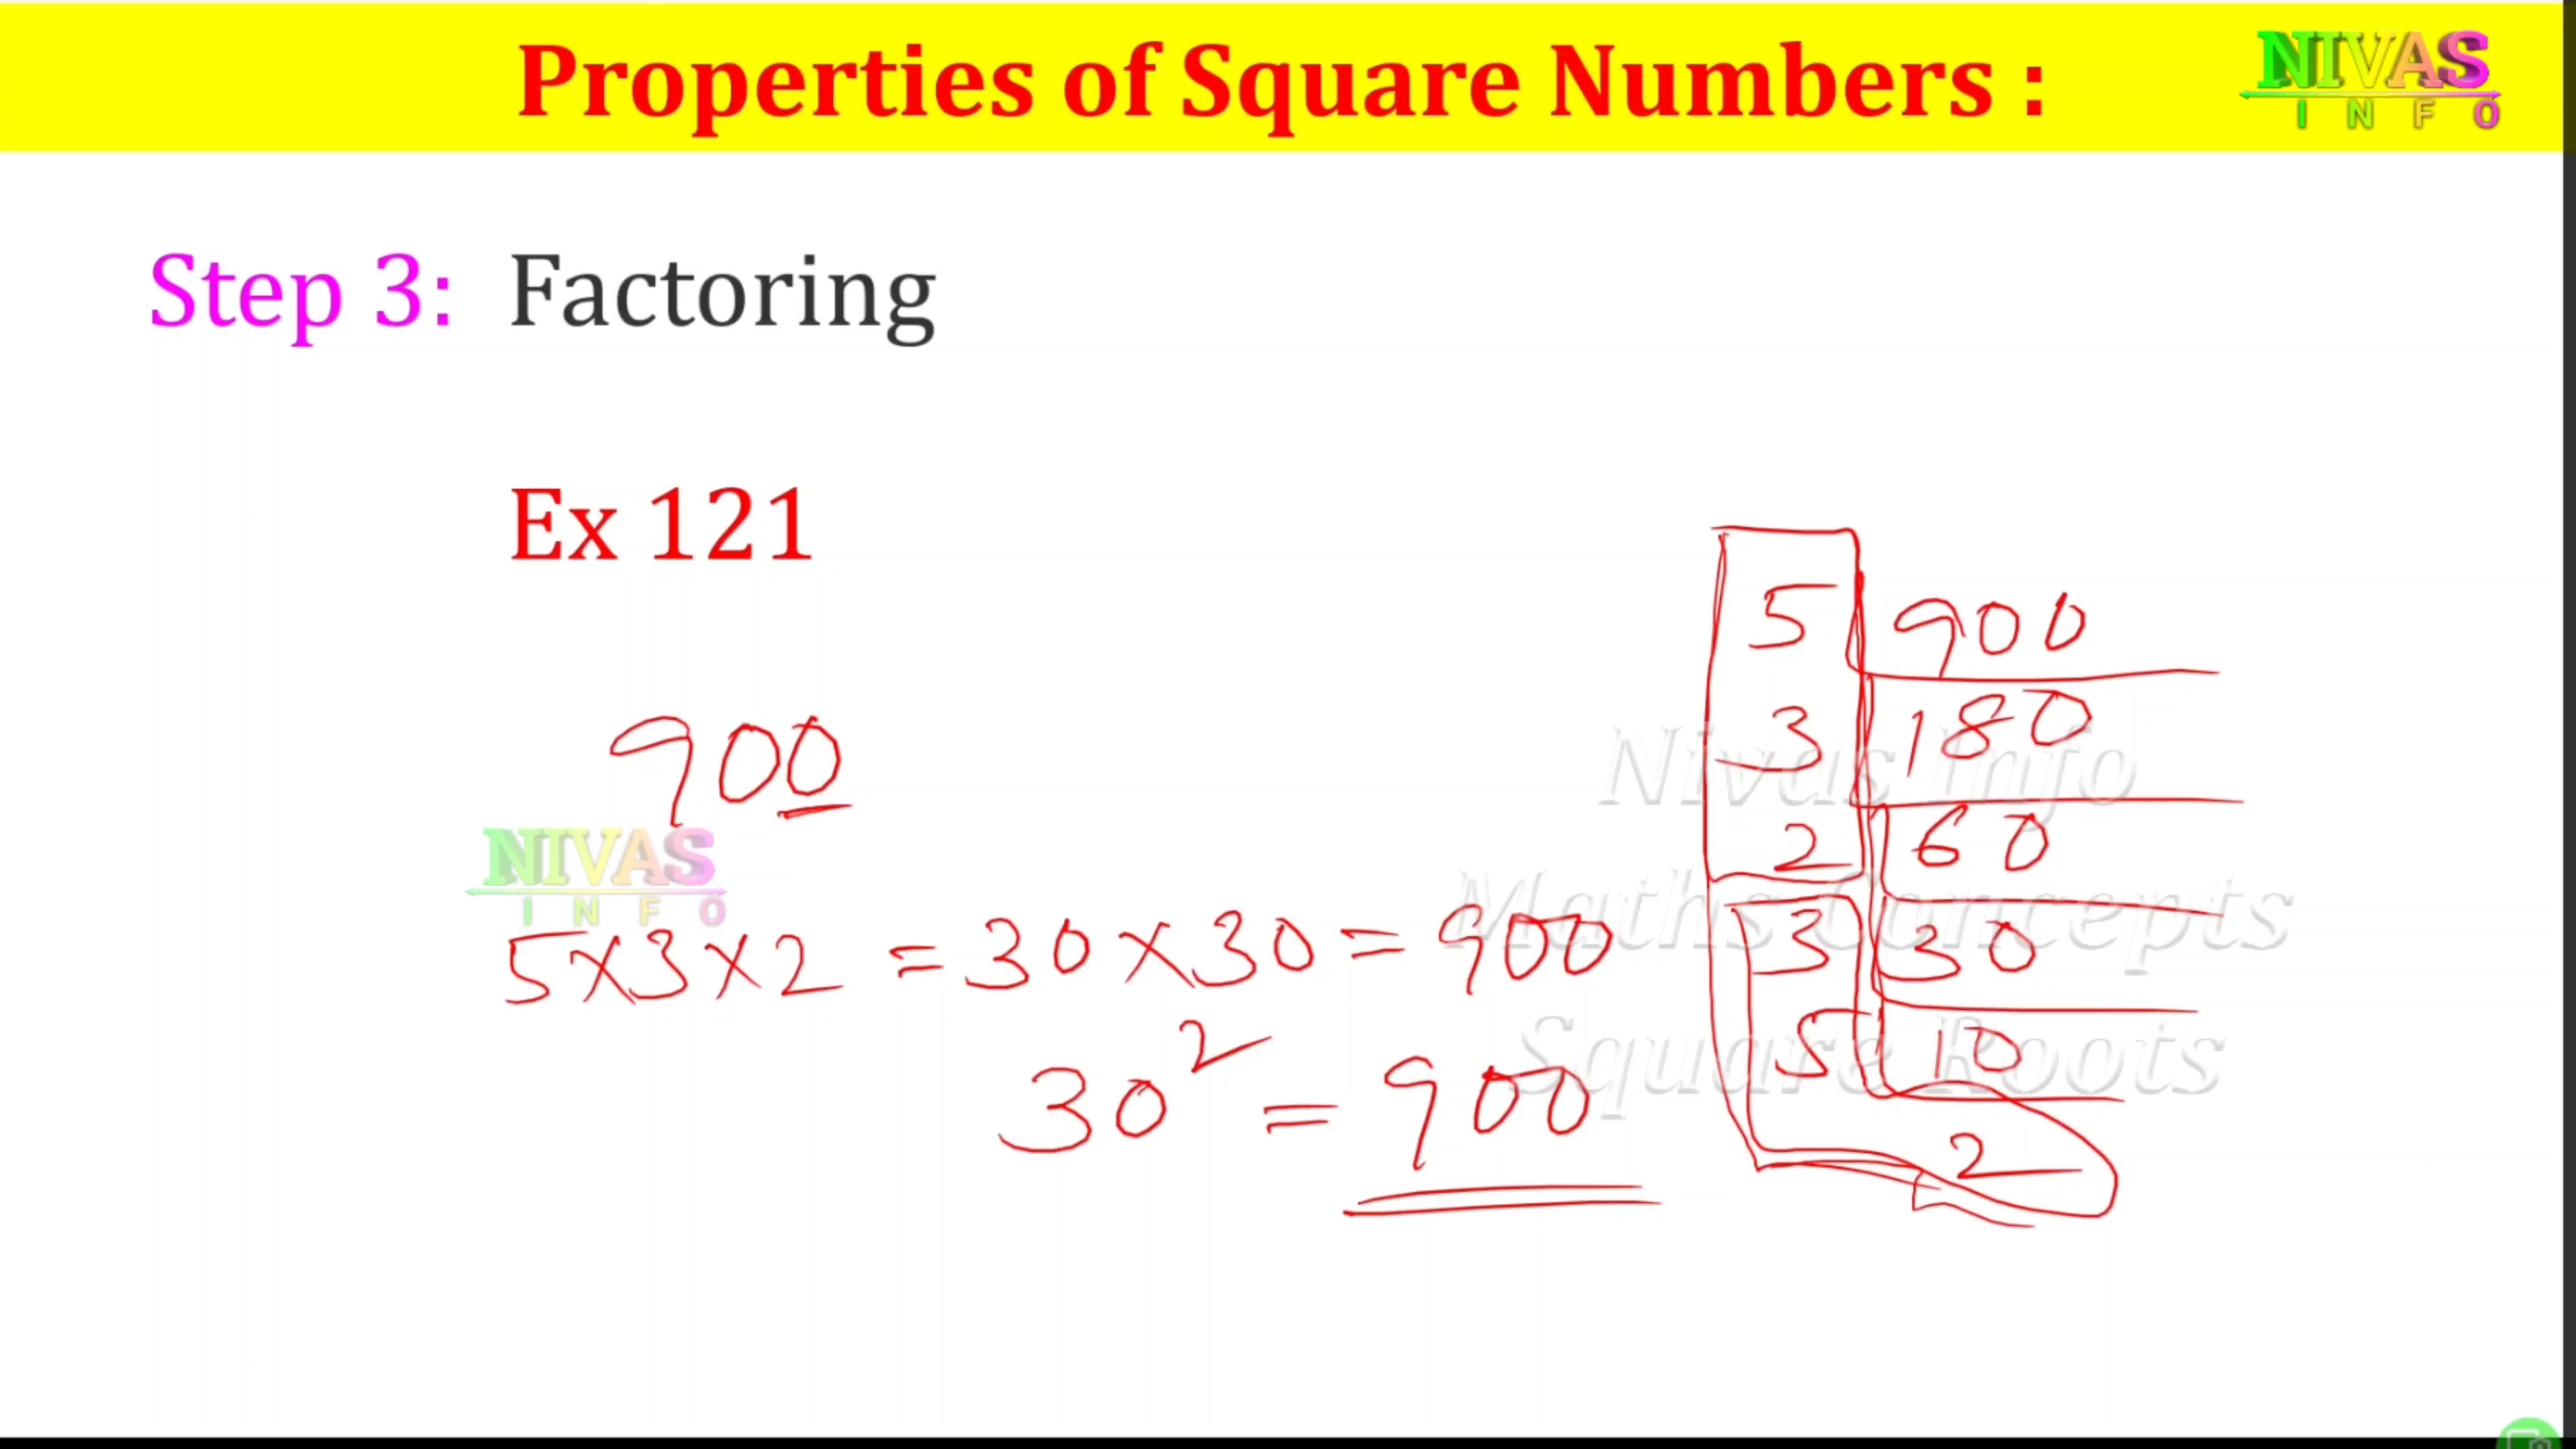 Properties of Square Numbers :
NIVAS
INFO
Step 3: Factoring
Ex 121
900
NIVAS
INFO
5x3x2 = 30x30 = 900
30² = 900
5 900
3 180
2 60
3 30
5 10
2
Nivas Info
Maths Concepts
Square Roots